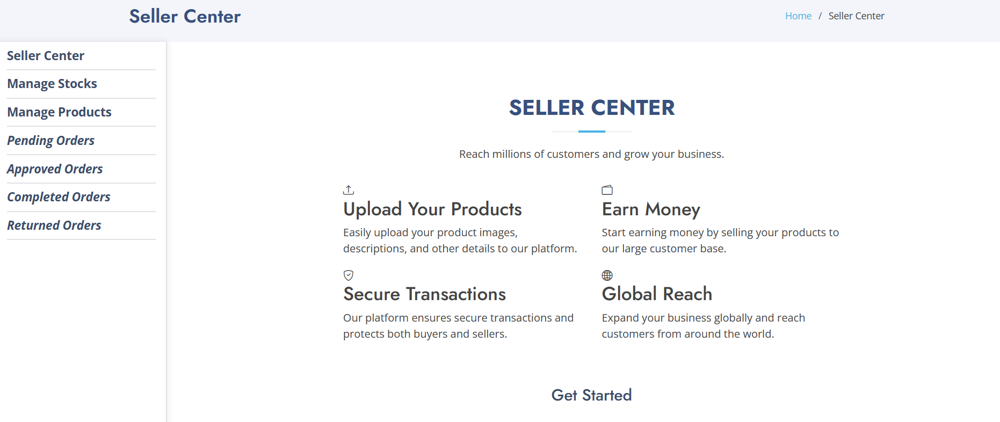 Seller Center
Home / Seller Center
Seller Center
Manage Stocks
Manage Products
Pending Orders
Approved Orders
Completed Orders
Returned Orders
SELLER CENTER
Reach millions of customers and grow your business.
Upload Your Products
Easily upload your product images,
descriptions, and other details to our platform.
Earn Money
Start earning money by selling your products to
our large customer base.
Secure Transactions
Our platform ensures secure transactions and
protects both buyers and sellers.
Global Reach
Expand your business globally and reach
customers from around the world.
Get Started